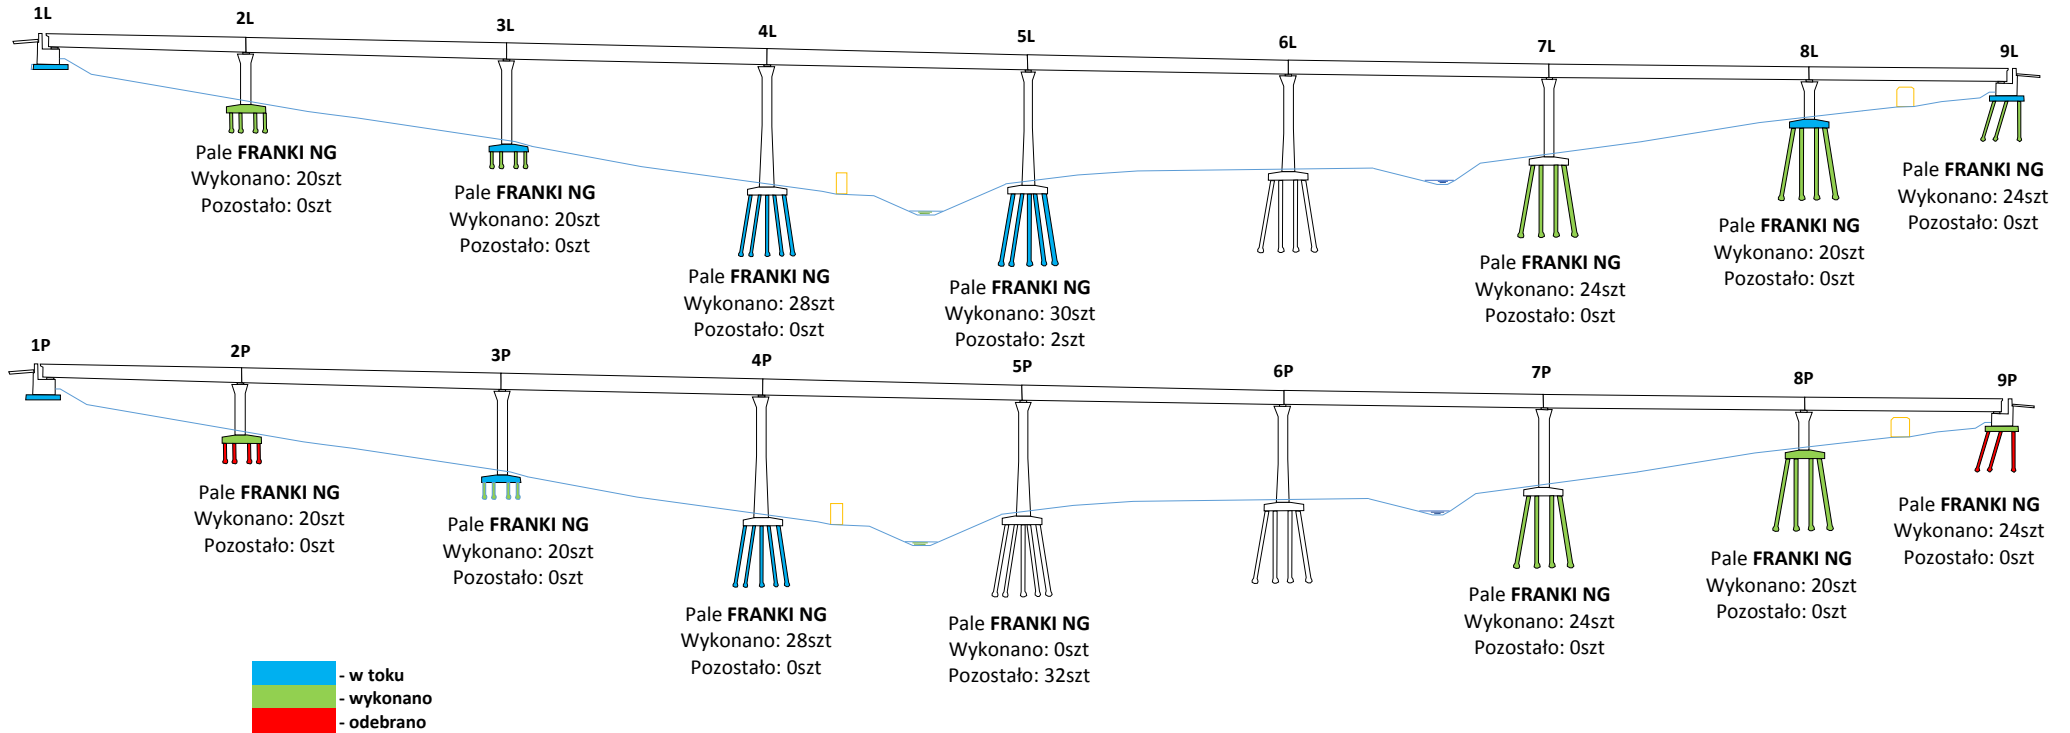 1L
2L
3L
4L
5L
6L
7L
8L
9L
Pale FRANKI NG
Wykonano: 20szt
Pozostało: 0szt
Pale FRANKI NG
Wykonano: 20szt
Pozostało: 0szt
Pale FRANKI NG
Wykonano: 28szt
Pozostało: 0szt
Pale FRANKI NG
Wykonano: 30szt
Pozostało: 2szt
Pale FRANKI NG
Wykonano: 24szt
Pozostało: 0szt
Pale FRANKI NG
Wykonano: 20szt
Pozostało: 0szt
Pale FRANKI NG
Wykonano: 24szt
Pozostało: 0szt
1P
2P
3P
4P
5P
6P
7P
8P
9P
Pale FRANKI NG
Wykonano: 20szt
Pozostało: 0szt
Pale FRANKI NG
Wykonano: 20szt
Pozostało: 0szt
Pale FRANKI NG
Wykonano: 28szt
Pozostało: 0szt
Pale FRANKI NG
Wykonano: 0szt
Pozostało: 32szt
Pale FRANKI NG
Wykonano: 24szt
Pozostało: 0szt
Pale FRANKI NG
Wykonano: 20szt
Pozostało: 0szt
Pale FRANKI NG
Wykonano: 24szt
Pozostało: 0szt
- w toku
- wykonano
- odebrano